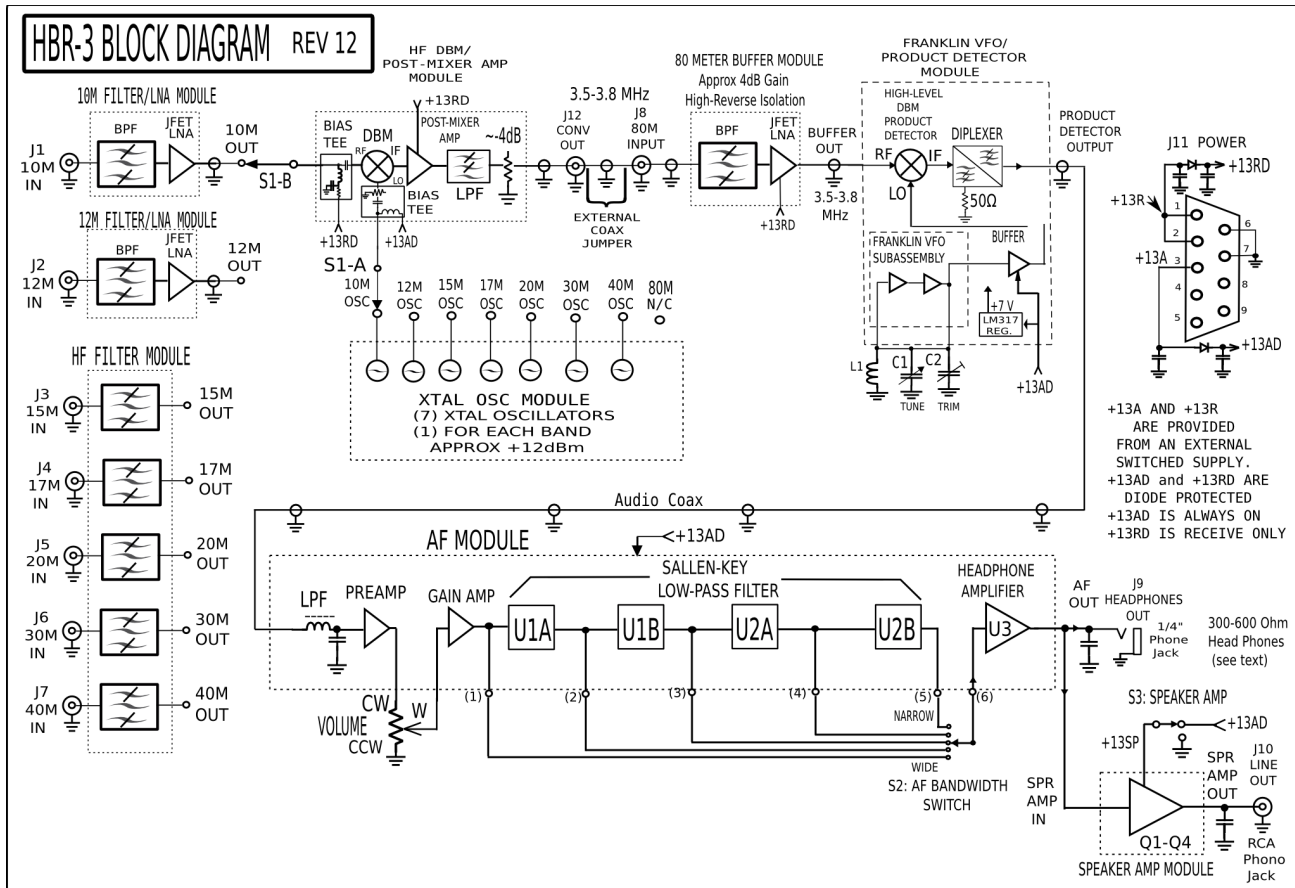 HBR-3 BLOCK DIAGRAM REV 12
10M FILTER/LNA MODULE
BPF
JFET
LNA
J1
10M
IN
10M
OUT
S1-B
12M FILTER/LNA MODULE
BPF
JFET
LNA
J2
12M
IN
12M
OUT
HF DBM/
POST-MIXER AMP
MODULE
+13RD
BIAS
TEE
DBM
RF
IF
LO
POST-MIXER
AMP
LPF
~-4dB
BIAS
TEE
+13RD
+13AD
3.5-3.8 MHz
J12
CONV
OUT
J8
80M
INPUT
EXTERNAL
COAX
JUMPER
80 METER BUFFER MODULE
Approx 4dB Gain
High-Reverse Isolation
BPF
JFET
LNA
+13RD
BUFFER
OUT
3.5-3.8
MHz
FRANKLIN VFO/
PRODUCT DETECTOR
MODULE
HIGH-LEVEL
DBM
PRODUCT
DETECTOR
DIPLEXER
RF
IF
LO
50Ω
FRANKLIN VFO
SUBASSEMBLY
BUFFER
+7 V
LM317
REG.
L1
C1
C2
TUNE
TRIM
+13AD
PRODUCT
DETECTOR
OUTPUT
J11 POWER
+13RD
+13R
+13A
1
2
3
4
5
6
7
8
9
+13AD
+13A AND +13R
ARE PROVIDED
FROM AN EXTERNAL
SWITCHED SUPPLY.
+13AD and +13RD ARE
DIODE PROTECTED
+13AD IS ALWAYS ON
+13RD IS RECEIVE ONLY
S1-A
10M
OSC
12M
OSC
15M
OSC
17M
OSC
20M
OSC
30M
OSC
40M
OSC
80M
N/C
XTAL OSC MODULE
(7) XTAL OSCILLATORS
(1) FOR EACH BAND
APPROX +12dBm
HF FILTER MODULE
J3
15M
IN
15M
OUT
J4
17M
IN
17M
OUT
J5
20M
IN
20M
OUT
J6
30M
IN
30M
OUT
J7
40M
IN
40M
OUT
Audio Coax
AF MODULE
+13AD
LPF
PREAMP
GAIN AMP
SALLEN-KEY
LOW-PASS FILTER
U1A
U1B
U2A
U2B
HEADPHONE
AMPLIFIER
U3
(1)
(2)
(3)
(4)
(5)
(6)
CW
VOLUME
W
CCW
NARROW
WIDE
S2: AF BANDWIDTH
SWITCH
AF
OUT
J9
HEADPHONES
OUT
1/4"
Phone
Jack
300-600 Ohm
Head Phones
(see text)
S3: SPEAKER AMP
+13AD
+13SP
SPR
AMP
IN
SPR
AMP
OUT
J10
LINE
OUT
Q1-Q4
RCA
Phono
Jack
SPEAKER AMP MODULE